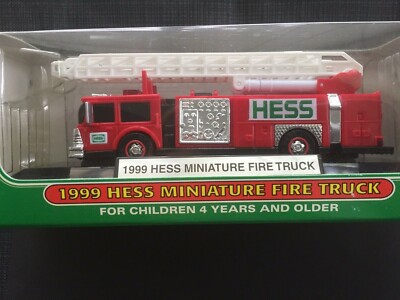 HESS
1999 HESS MINIATURE FIRE TRUCK
1999 HESS MINIATURE FIRE TRUCK
FOR CHILDREN 4 YEARS AND OLDER